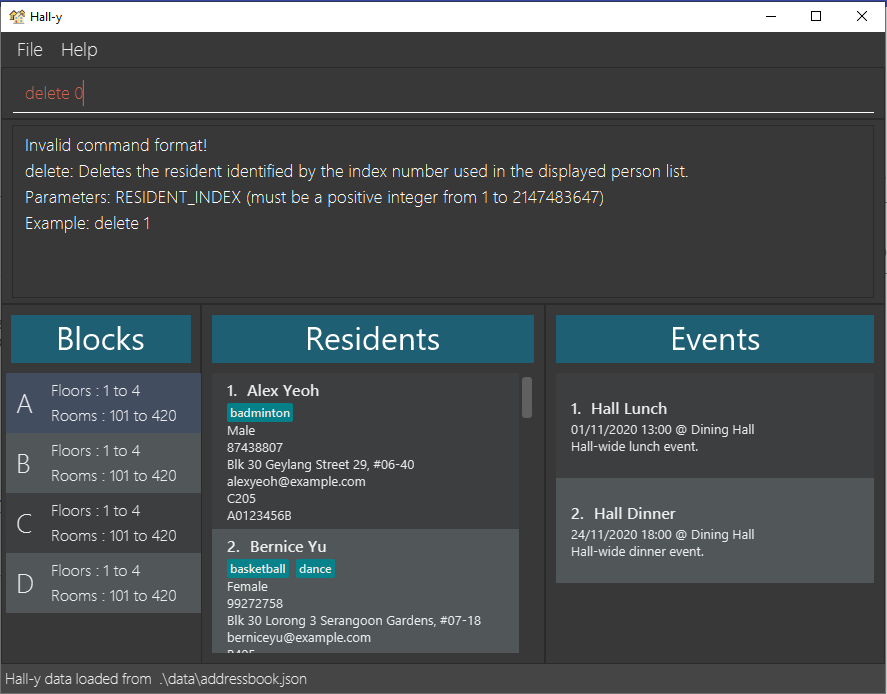 Hall-y
File Help
delete 0
Invalid command format!
delete: Deletes the resident identified by the index number used in the displayed person list.
Parameters: RESIDENT_INDEX (must be a positive integer from 1 to 2147483647)
Example: delete 1
Blocks
A
Floors : 1 to 4
Rooms : 101 to 420
B
Floors : 1 to 4
Rooms : 101 to 420
C
Floors : 1 to 4
Rooms : 101 to 420
D
Floors : 1 to 4
Rooms : 101 to 420
Residents
1. Alex Yeoh
badminton
Male
87438807
Blk 30 Geylang Street 29, #06-40
alexyeoh@example.com
C205
A0123456B
2. Bernice Yu
basketball dance
Female
99272758
Blk 30 Lorong 3 Serangoon Gardens, #07-18
berniceyu@example.com
Events
1. Hall Lunch
01/11/2020 13:00 @ Dining Hall
Hall-wide lunch event.
2. Hall Dinner
24/11/2020 18:00 @ Dining Hall
Hall-wide dinner event.
Hall-y data loaded from .\data\addressbook.json